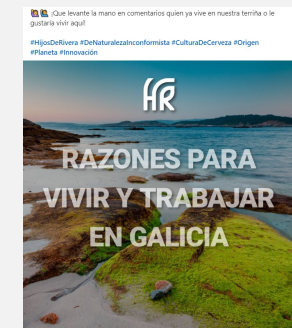 ¡Que levante la mano en comentarios quien ya vive en nuestra terriña o le
gustaría vivir aquí!
#HijosDeRivera #DeNaturalezaInconformista #CulturaDeCerveza #Origen
#Planeta #Innovación
HR
RAZONES PARA
VIVIR Y TRABAJAR
EN GALICIA